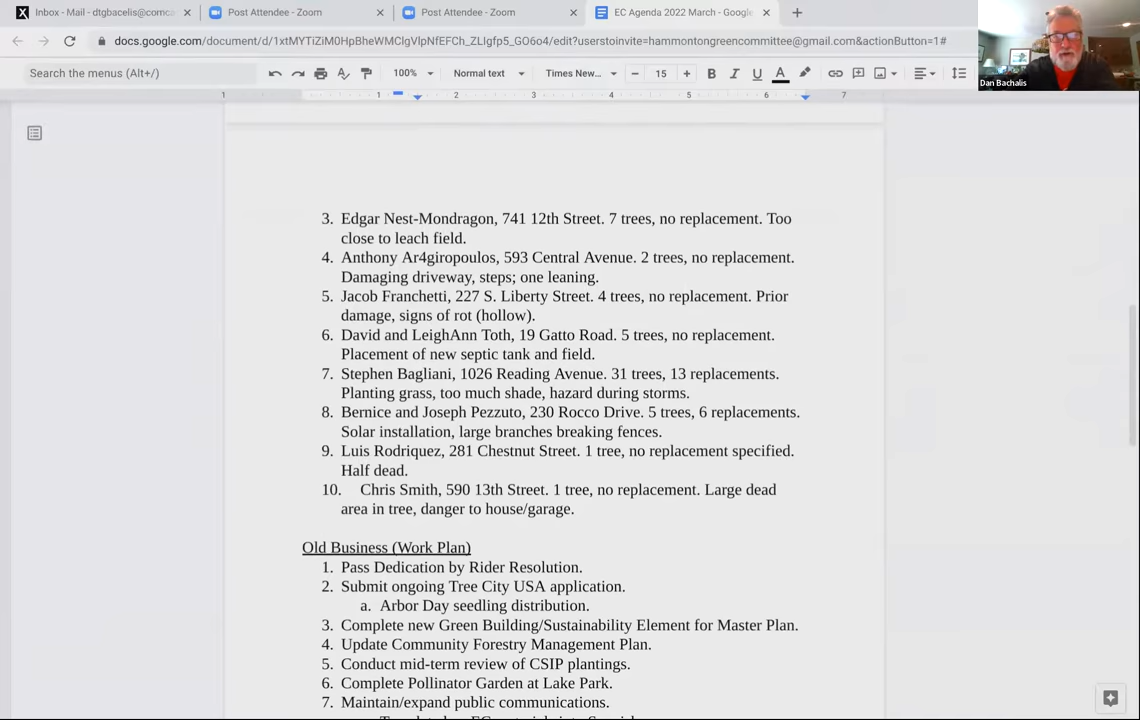 Inbox - Mail - dtgbacelis@comc
Post Attendee - Zoom
Post Attendee - Zoom
EC Agenda 2022 March - Google
docs.google.com/document/d/1xtMYTiZiM0HpBheWMClgVlpNfEFCh_ZLIgfp5_GO6o4/edit?userstoinvite=hammontongreencommittee@gmail.com&actionButton=1#
Search the menus (Alt+/)
100%
Normal text
Times New...
15
B I U A
1 1 2 3 4 5 6 7
Dan Bachalis
3. Edgar Nest-Mondragon, 741 12th Street. 7 trees, no replacement. Too
close to leach field.
4. Anthony Ar4giropoulos, 593 Central Avenue. 2 trees, no replacement.
Damaging driveway, steps; one leaning.
5. Jacob Franchetti, 227 S. Liberty Street. 4 trees, no replacement. Prior
damage, signs of rot (hollow).
6. David and LeighAnn Toth, 19 Gatto Road. 5 trees, no replacement.
Placement of new septic tank and field.
7. Stephen Bagliani, 1026 Reading Avenue. 31 trees, 13 replacements.
Planting grass, too much shade, hazard during storms.
8. Bernice and Joseph Pezzuto, 230 Rocco Drive. 5 trees, 6 replacements.
Solar installation, large branches breaking fences.
9. Luis Rodriquez, 281 Chestnut Street. 1 tree, no replacement specified.
Half dead.
10. Chris Smith, 590 13th Street. 1 tree, no replacement. Large dead
area in tree, danger to house/garage.
Old Business (Work Plan)
1. Pass Dedication by Rider Resolution.
2. Submit ongoing Tree City USA application.
a. Arbor Day seedling distribution.
3. Complete new Green Building/Sustainability Element for Master Plan.
4. Update Community Forestry Management Plan.
5. Conduct mid-term review of CSIP plantings.
6. Complete Pollinator Garden at Lake Park.
7. Maintain/expand public communications.